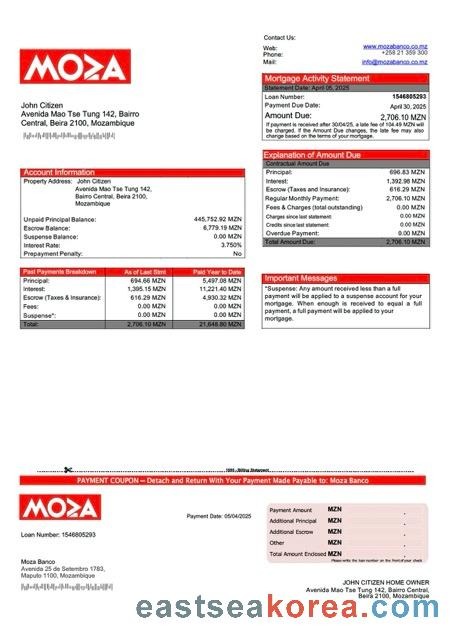 Contact Us:
Web: www.mozabanco.co.mz
Phone: +258 21 359 300
Mail: info@mozabanco.co.mz
MOZA
John Citizen
Avenida Mao Tse Tung 142, Bairro
Central, Beira 2100, Mozambique
Mortgage Activity Statement
Statement Date: April 05, 2025
Loan Number: 1546805293
Payment Due Date: April 30, 2025
Amount Due: 2,706.10 MZN
If payment is received after 30/04/25, a late fee of 104.49 MZN will
be charged. If the Amount Due changes, the late fee may also
change based on the terms of your mortgage.
Explanation of Amount Due
Contractual Amount Due
Principal: 696.83 MZN
Interest: 1,392.98 MZN
Escrow (Taxes and Insurance): 616.29 MZN
Regular Monthly Payment: 2,706.10 MZN
Fees & Charges (total outstanding) 0.00 MZN
Charges since last statement: 0.00 MZN
Credits since last statement: 0.00 MZN
Overdue Payment: 0.00 MZN
Total Amount Due: 2,706.10 MZN
Account Information
Property Address: John Citizen
Avenida Mao Tse Tung 142,
Bairro Central, Beira 2100,
Mozambique
Unpaid Principal Balance: 445,752.92 MZN
Escrow Balance: 6,779.19 MZN
Suspense Balance: 0.00 MZN
Interest Rate: 3.750%
Prepayment Penalty: No
Past Payments Breakdown As of Last Stmt Paid Year to Date
Principal: 694.66 MZN 5,497.08 MZN
Interest: 1,395.15 MZN 11,221.40 MZN
Escrow (Taxes & Insurance): 616.29 MZN 4,930.32 MZN
Fees: 0.00 MZN 0.00 MZN
Suspense*: 0.00 MZN 0.00 MZN
Total: 2,706.10 MZN 21,648.80 MZN
Important Messages
*Suspense: Any amount received less than a full
payment will be applied to a suspense account for your
mortgage. When enough is received to equal a full
payment, a full payment will be applied to your
mortgage.
Billing Statement
PAYMENT COUPON – Detach and Return With Your Payment Made Payable to: Moza Banco
MOZA
Payment Date: 05/04/2025
Loan Number: 1546805293
Payment Amount MZN .
Additional Principal MZN .
Additional Escrow MZN .
Other MZN .
Total Amount Enclosed MZN .
Please write the loan number on the front of your check
Moza Banco
Avenida 25 de Setembro 1783,
Maputo 1100, Mozambique
JOHN CITIZEN HOME OWNER
Avenida Mao Tse Tung 142, Bairro Central,
Beira 2100, Mozambique
eastseakorea.com